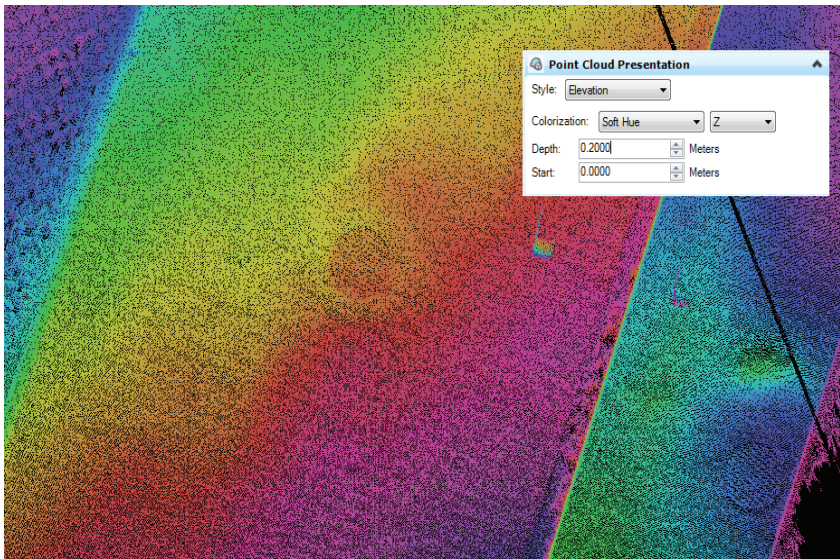 Point Cloud Presentation
Style: Elevation
Colorization: Soft Hue Z
Depth: 0.2000 Meters
Start: 0.0000 Meters